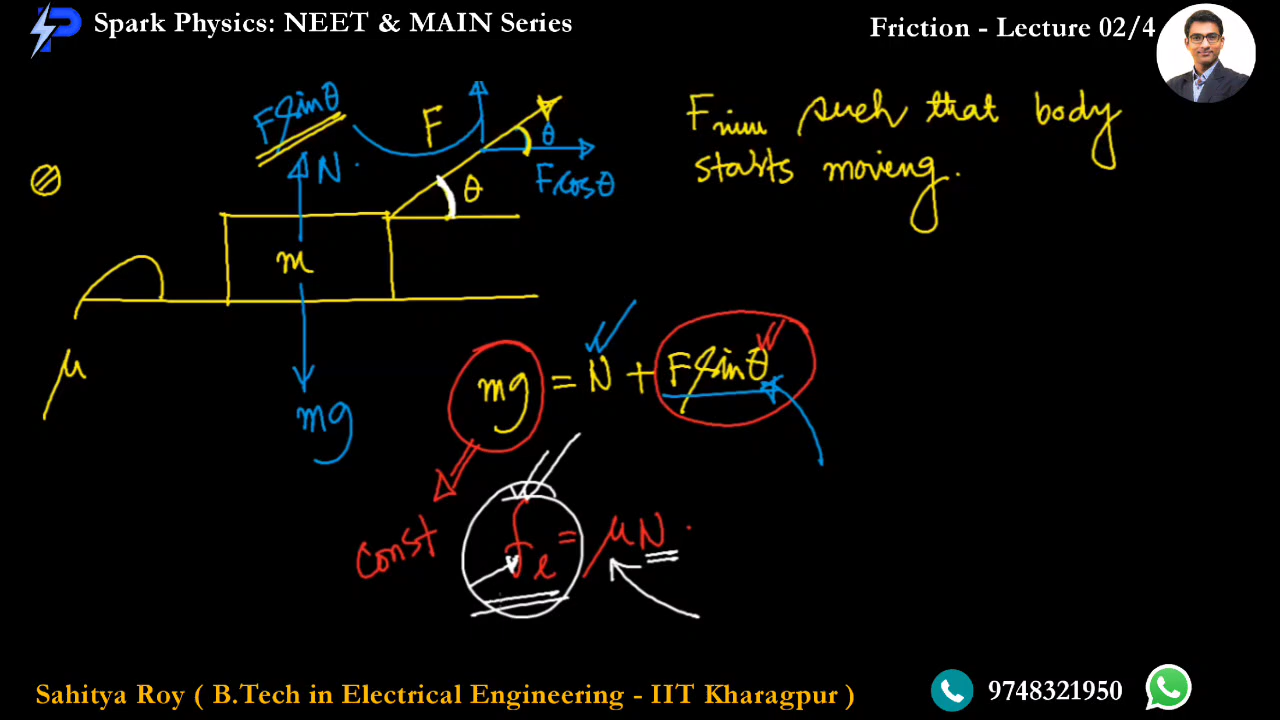 Spark Physics: NEET & MAIN Series
Friction - Lecture 02/4
F sinθ
F
θ
F cosθ
N
θ
m
μ
mg
Fmin such that body
starts moving.
mg = N + F sinθ
const
fl = μN.
Sahitya Roy ( B.Tech in Electrical Engineering - IIT Kharagpur )
9748321950